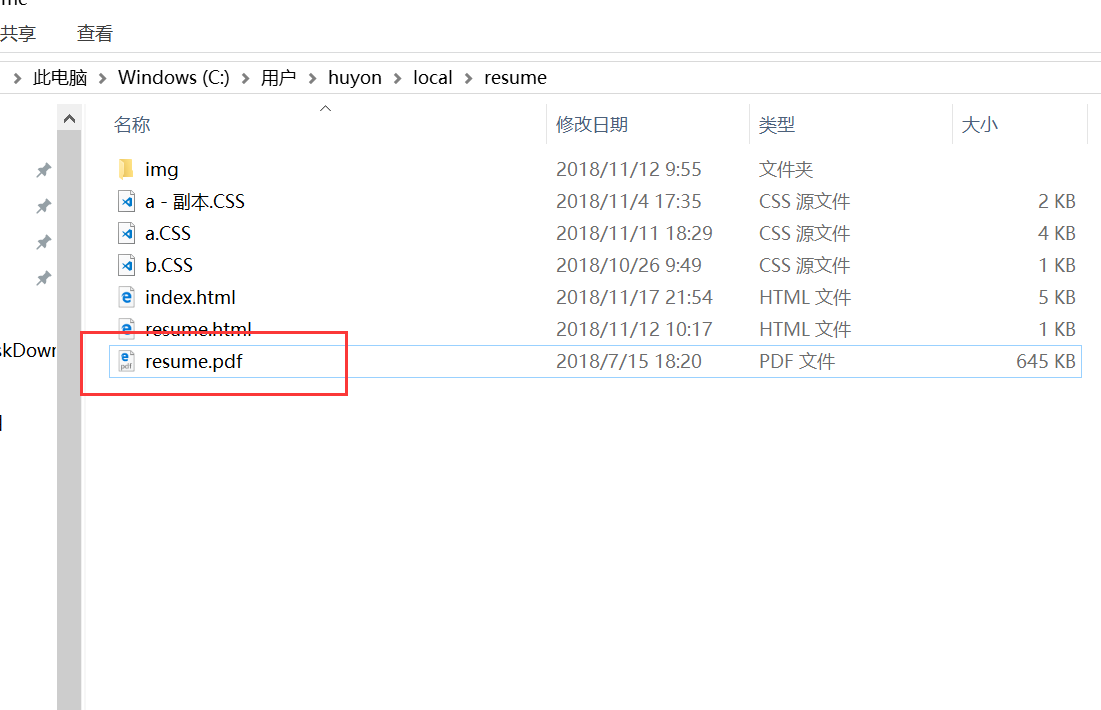 共享 查看
此电脑 Windows (C:) 用户 huyon local resume
名称 修改日期 类型 大小
img 2018/11/12 9:55 文件夹
a - 副本.CSS 2018/11/4 17:35 CSS 源文件 2 KB
a.CSS 2018/11/11 18:29 CSS 源文件 4 KB
b.CSS 2018/10/26 9:49 CSS 源文件 1 KB
index.html 2018/11/17 21:54 HTML 文件 5 KB
resume.html 2018/11/12 10:17 HTML 文件 1 KB
resume.pdf 2018/7/15 18:20 PDF 文件 645 KB